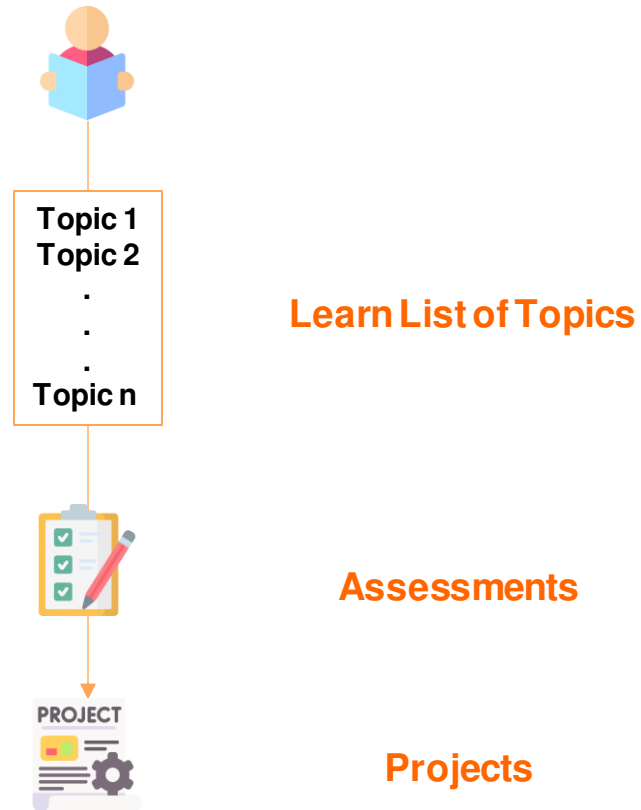 Topic 1
Topic 2
.
.
.
Topic n
Learn List of Topics
Assessments
PROJECT
Projects